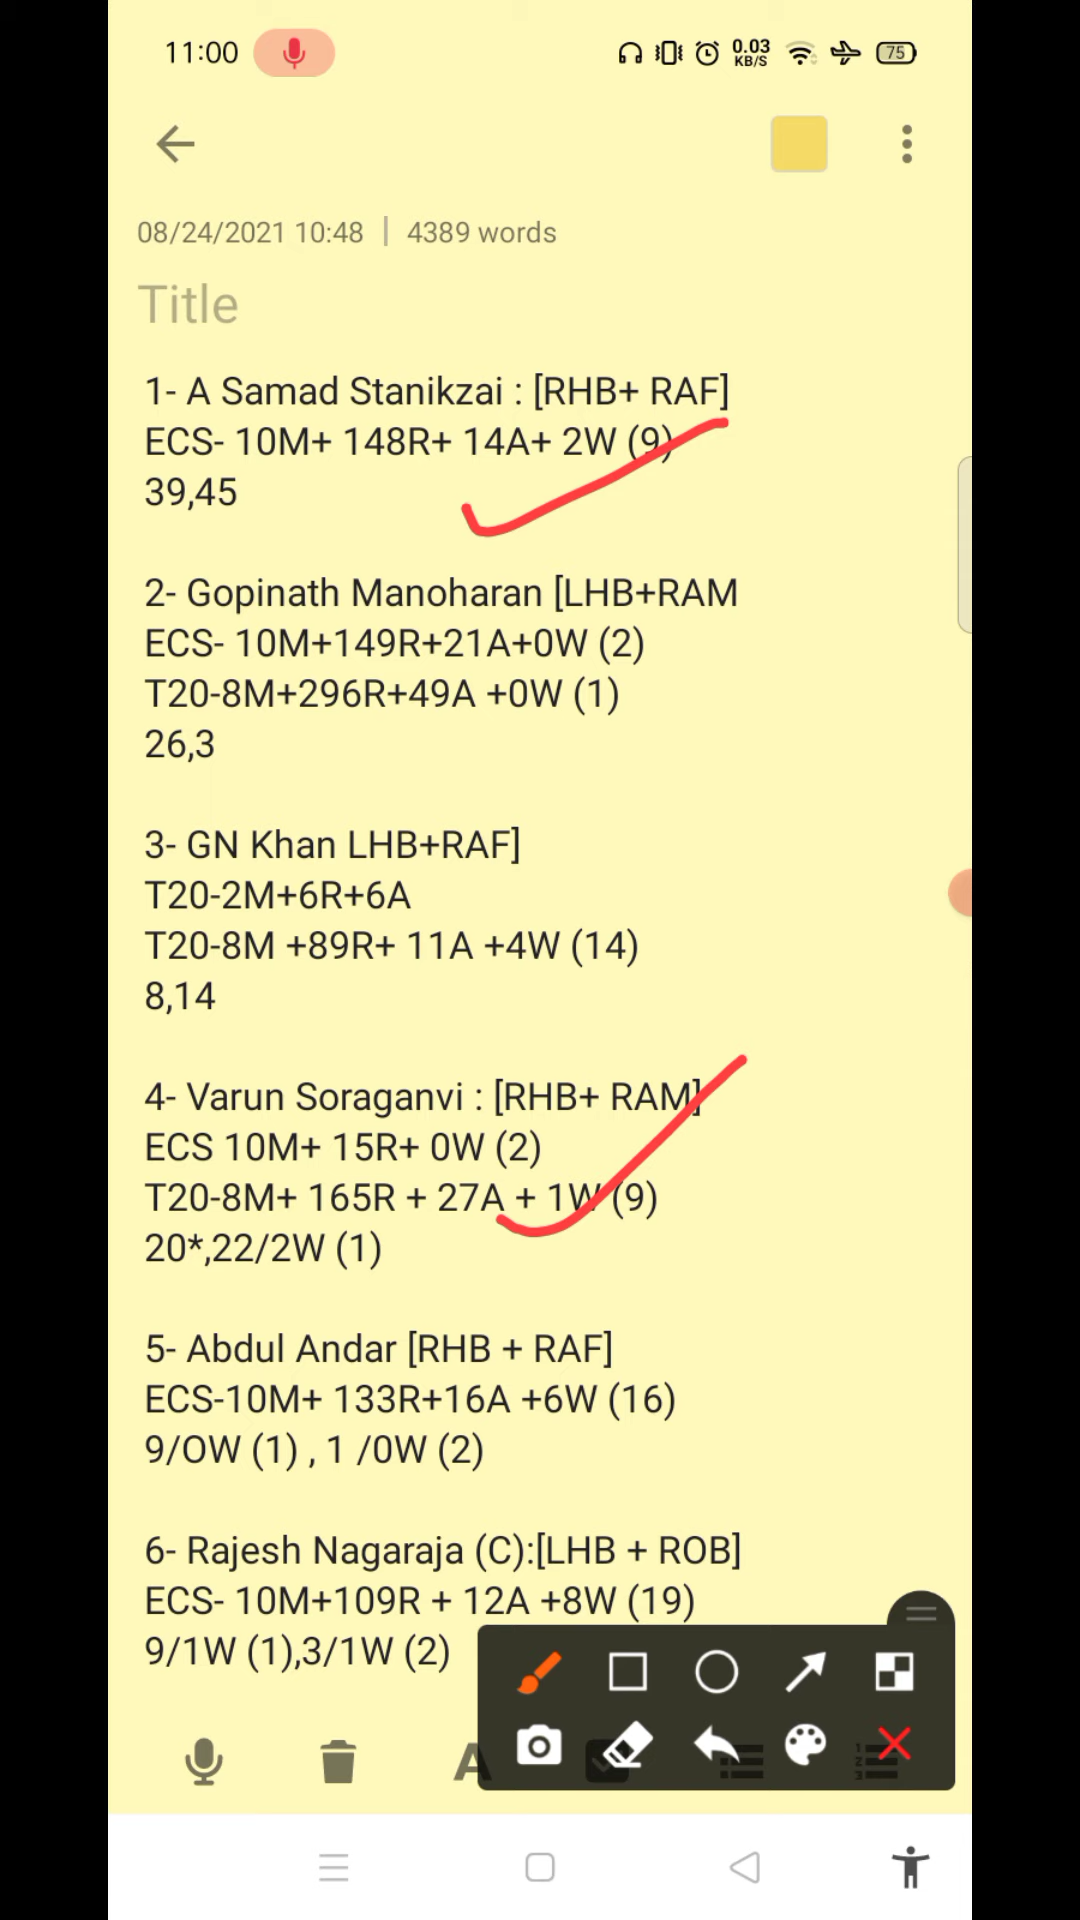 11:00
0.03
KB/S
75
08/24/2021 10:48 | 4389 words
Title
1- A Samad Stanikzai : [RHB+ RAF]
ECS- 10M+ 148R+ 14A+ 2W (9)
39,45
2- Gopinath Manoharan [LHB+RAM
ECS- 10M+149R+21A+0W (2)
T20-8M+296R+49A +0W (1)
26,3
3- GN Khan LHB+RAF]
T20-2M+6R+6A
T20-8M +89R+ 11A +4W (14)
8,14
4- Varun Soraganvi : [RHB+ RAM]
ECS 10M+ 15R+ 0W (2)
T20-8M+ 165R + 27A + 1W (9)
20*,22/2W (1)
5- Abdul Andar [RHB + RAF]
ECS-10M+ 133R+16A +6W (16)
9/OW (1) , 1 /0W (2)
6- Rajesh Nagaraja (C):[LHB + ROB]
ECS- 10M+109R + 12A +8W (19)
9/1W (1),3/1W (2)
A